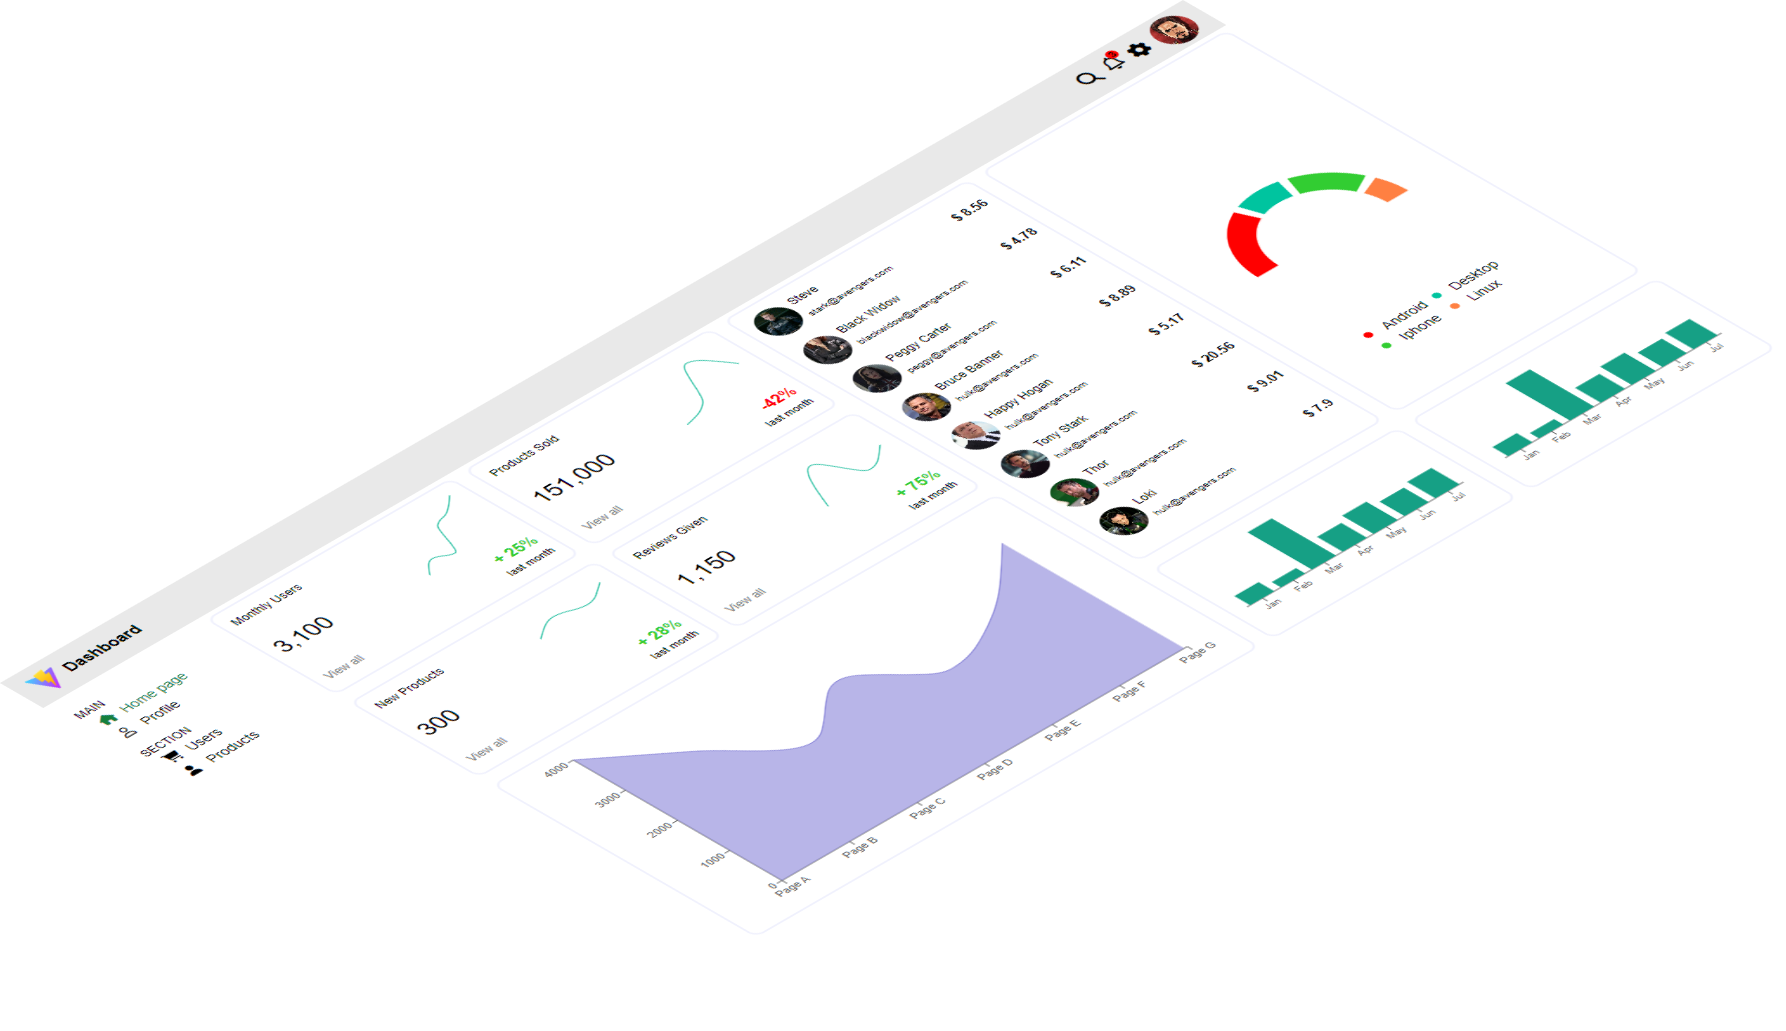 Dashboard
MAIN
Home page
Profile
SECTION
Users
Products
Monthly Users
3,100
View all
+ 25%
last month
Products Sold
151,000
View all
-42%
last month
New Products
300
View all
+ 28%
last month
Reviews Given
1,150
View all
+ 75%
last month
Steve
stark@avengers.com
$ 8.56
Black Widow
blackwidow@avengers.com
$ 4.78
Peggy Carter
peggy@avengers.com
$ 6.11
Bruce Banner
hulk@avengers.com
$ 8.89
Happy Hogan
hulk@avengers.com
$ 5.17
Tony Stark
hulk@avengers.com
$ 20.56
Thor
hulk@avengers.com
$ 9.01
Loki
hulk@avengers.com
$ 7.9
Android
Desktop
Iphone
Linux
4000
3000
2000
1000
0
Page A
Page B
Page C
Page D
Page E
Page F
Page G
Jan
Feb
Mar
Apr
May
Jun
Jul
Jan
Feb
Mar
Apr
May
Jun
Jul